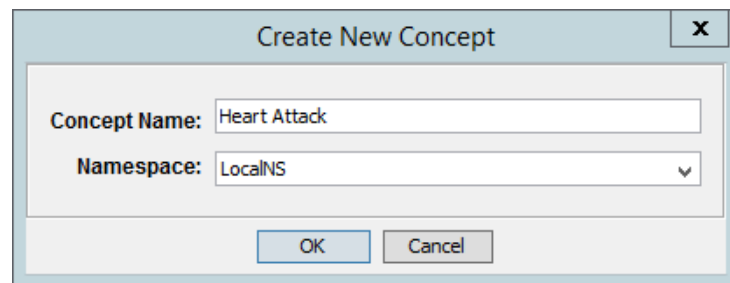 Create New Concept
x
Concept Name: Heart Attack
Namespace: LocalNS
OK Cancel